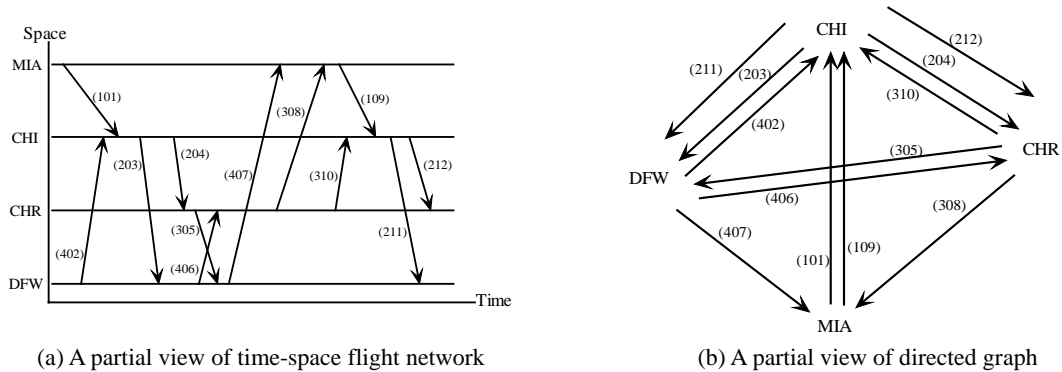 Space
MIA
CHI
CHR
DFW
Time
(101)
(203)
(204)
(402)
(305)
(406)
(407)
(308)
(310)
(109)
(212)
(211)
(a) A partial view of time-space flight network
CHI
(212)
(211)
(203)
(204)
(402)
(310)
CHR
(305)
DFW
(406)
(308)
(407)
(101)
(109)
MIA
(b) A partial view of directed graph